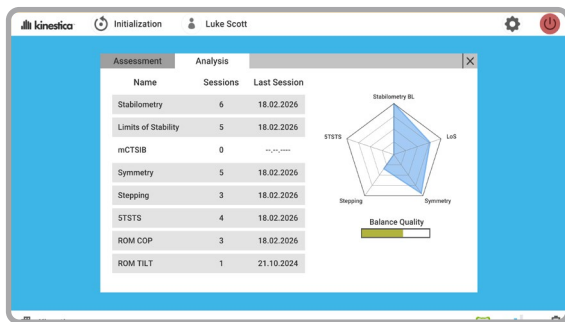 kinestica Initialization Luke Scott
Assessment Analysis
Name Sessions Last Session
Stabilometry 6 18.02.2026
Limits of Stability 5 18.02.2026
mCTSIB 0 --.--.----
Symmetry 5 18.02.2026
Stepping 3 18.02.2026
5TSTS 4 18.02.2026
ROM COP 3 18.02.2026
ROM TILT 1 21.10.2024
Stabilometry BL
5TSTS LoS
Stepping Symmetry
Balance Quality